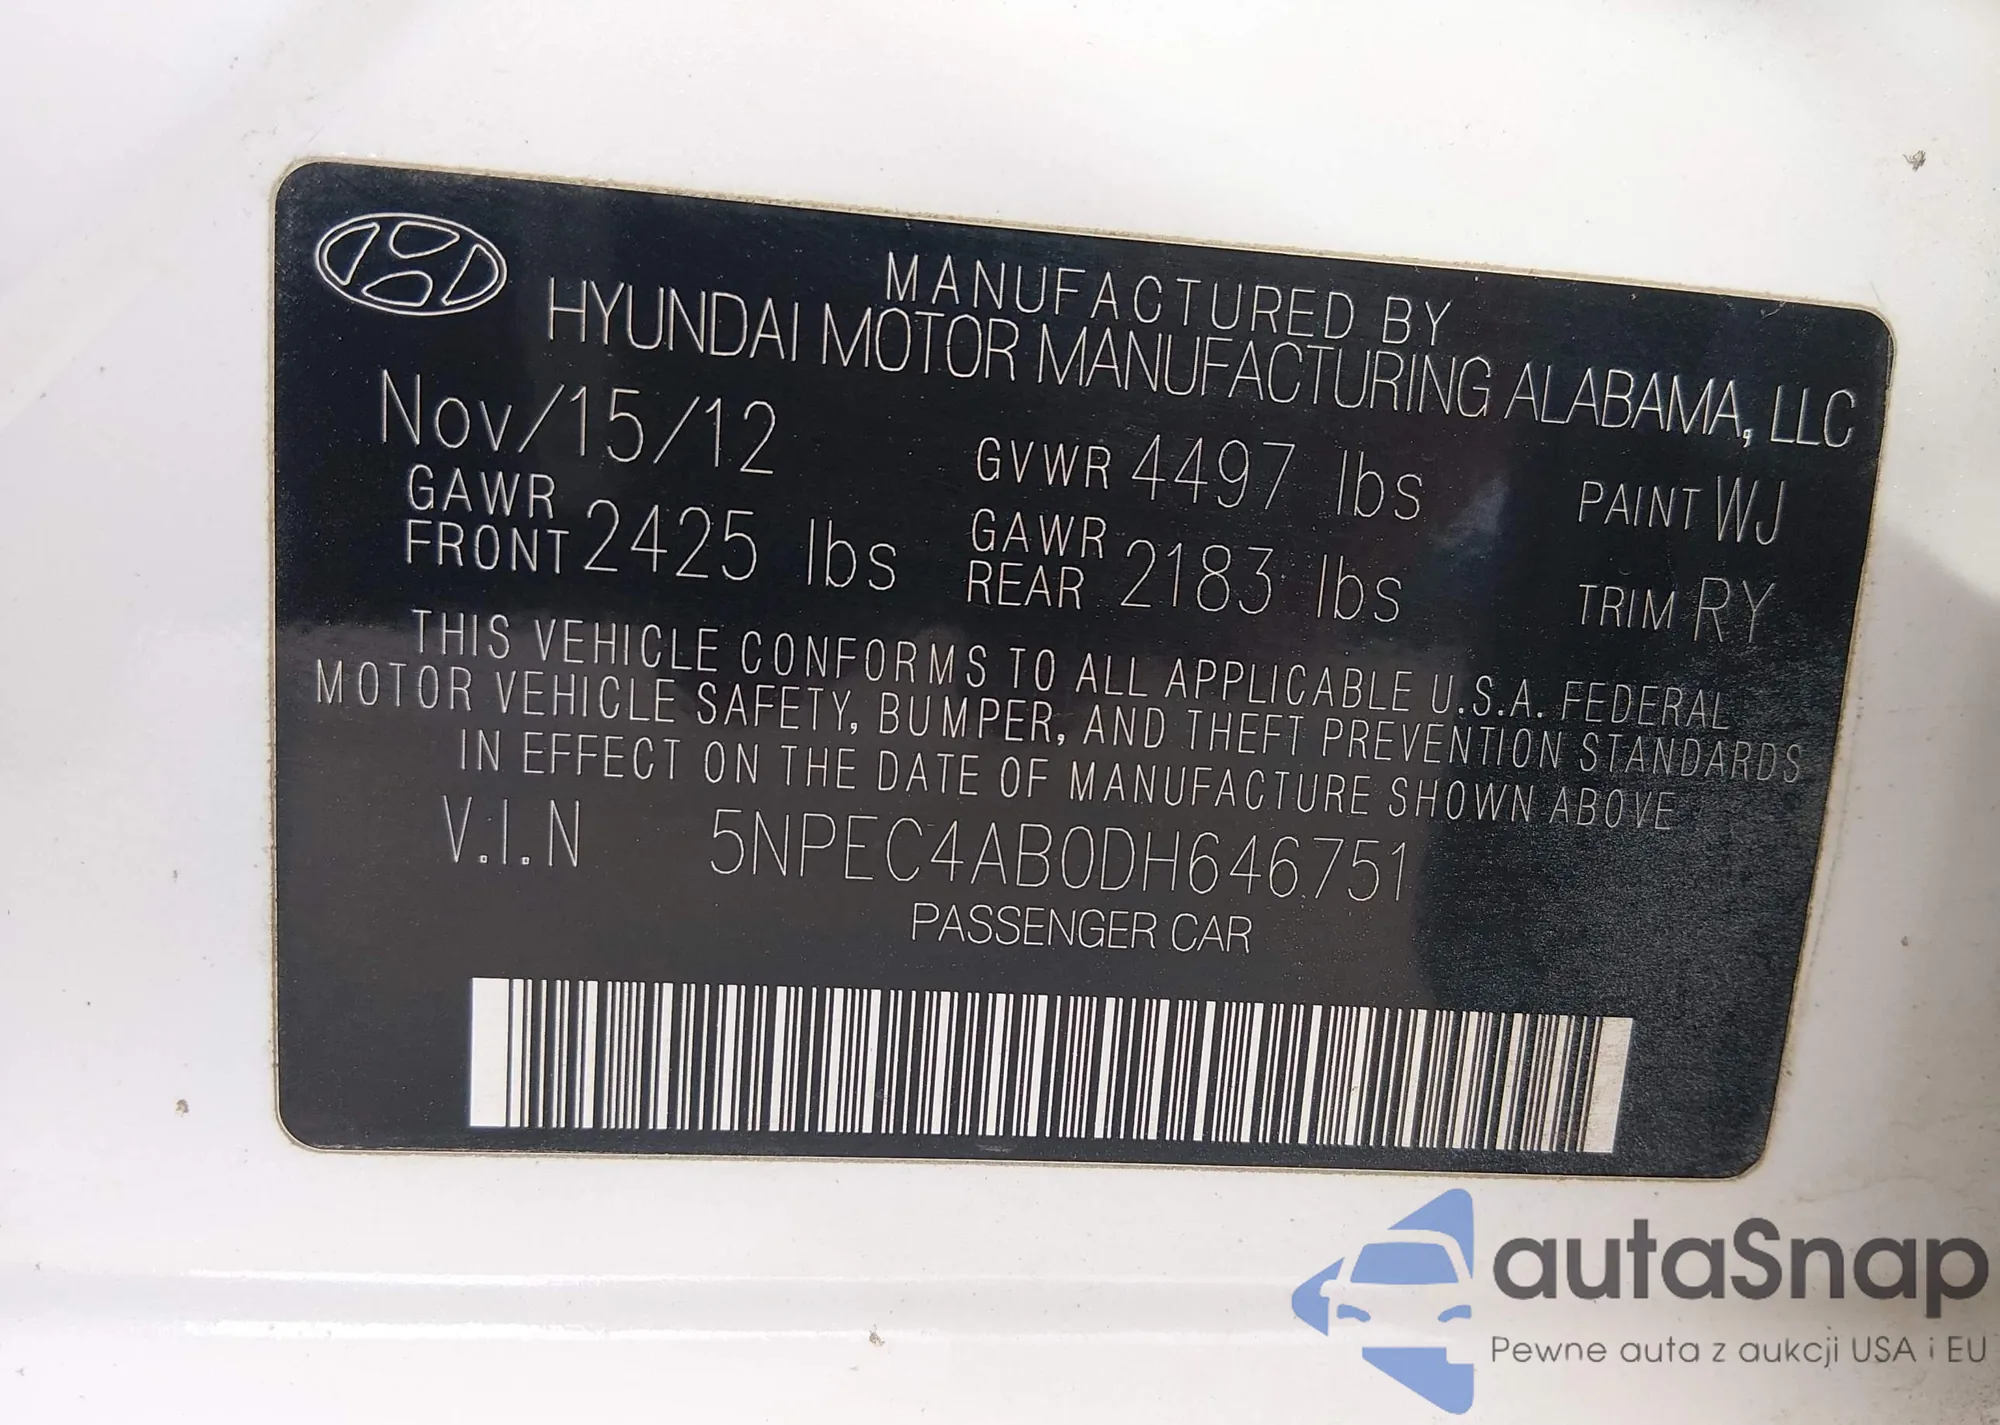 MANUFACTURED BY
HYUNDAI MOTOR MANUFACTURING ALABAMA, LLC
Nov/15/12 GVWR 4497 lbs PAINT WJ
GAWR FRONT 2425 lbs GAWR REAR 2183 lbs TRIM RY
THIS VEHICLE CONFORMS TO ALL APPLICABLE U.S.A. FEDERAL
MOTOR VEHICLE SAFETY, BUMPER, AND THEFT PREVENTION STANDARDS
IN EFFECT ON THE DATE OF MANUFACTURE SHOWN ABOVE
V.I.N 5NPEC4AB0DH646751
PASSENGER CAR
autaSnap
Pewne auta z aukcji USA i EU